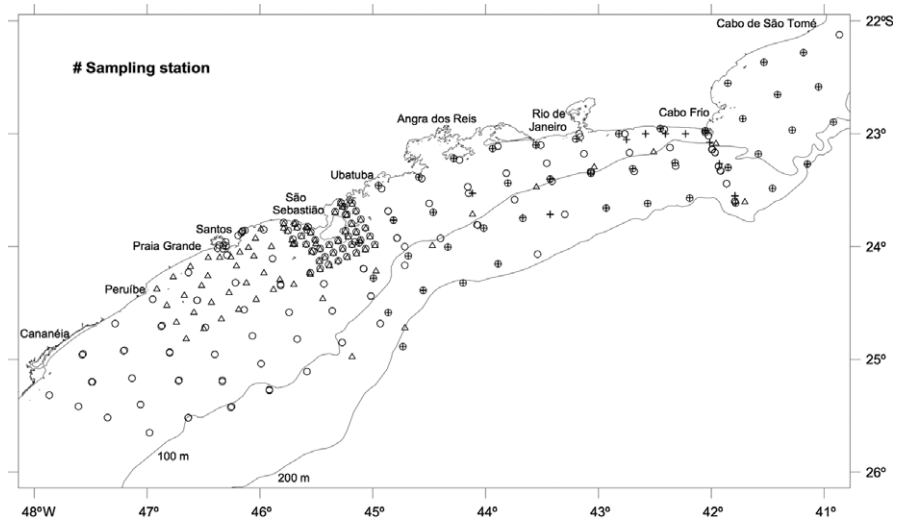 Cabo de São Tomé
22ºS
# Sampling station
Rio de
Janeiro
Cabo Frio
Angra dos Reis
23º
Ubatuba
São
Sebastião
Santos
Praia Grande
24º
Peruíbe
Cananéia
25º
100 m
200 m
26º
48ºW
47º
46º
45º
44º
43º
42º
41º